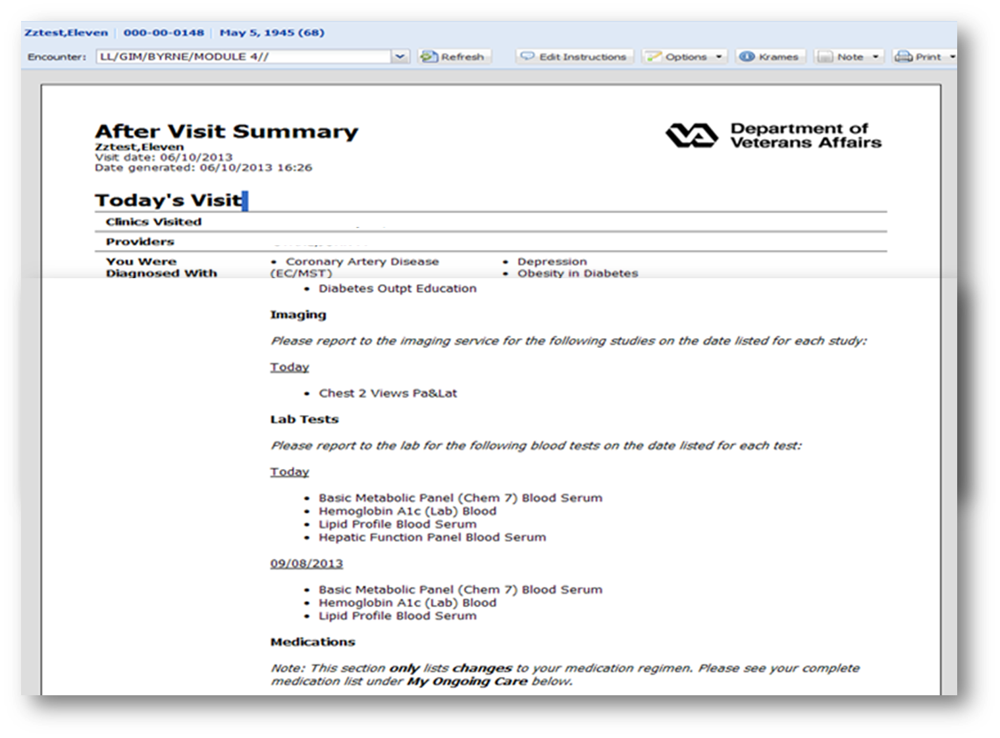 Zztest,Eleven | 000-00-0148 | May 5, 1945 (68)
Encounter: LL/GIM/BYRNE/MODULE 4// Refresh Edit Instructions Options Krames Note Print
After Visit Summary
Department of
Veterans Affairs
Zztest,Eleven
Visit date: 06/10/2013
Date generated: 06/10/2013 16:26
Today's Visit
Clinics Visited
Providers
You Were • Coronary Artery Disease • Depression
Diagnosed With (EC/MST) • Obesity in Diabetes
• Diabetes Outpt Education
Imaging
Please report to the imaging service for the following studies on the date listed for each study:
Today
• Chest 2 Views Pa&Lat
Lab Tests
Please report to the lab for the following blood tests on the date listed for each test:
Today
• Basic Metabolic Panel (Chem 7) Blood Serum
• Hemoglobin A1c (Lab) Blood
• Lipid Profile Blood Serum
• Hepatic Function Panel Blood Serum
09/08/2013
• Basic Metabolic Panel (Chem 7) Blood Serum
• Hemoglobin A1c (Lab) Blood
• Lipid Profile Blood Serum
Medications
Note: This section only lists changes to your medication regimen. Please see your complete
medication list under My Ongoing Care below.